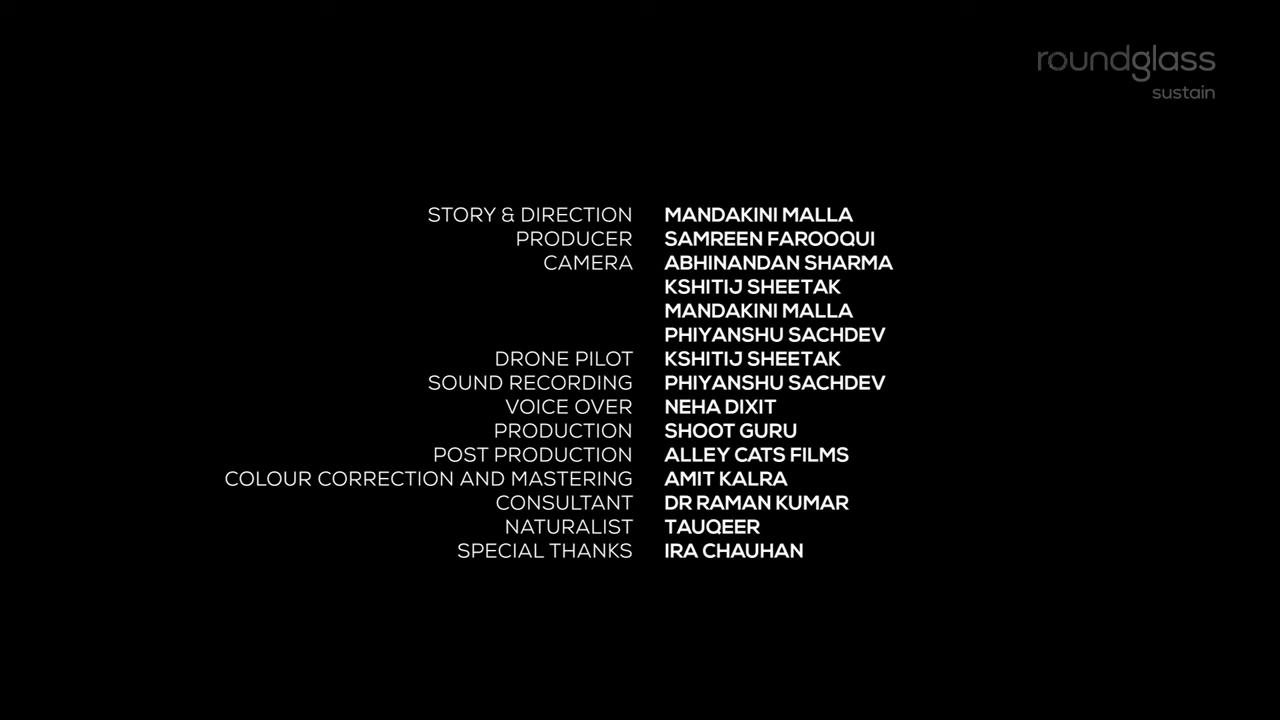 roundglass
sustain
STORY & DIRECTION MANDAKINI MALLA
PRODUCER SAMREEN FAROOQUI
CAMERA ABHINANDAN SHARMA
KSHITIJ SHEETAK
MANDAKINI MALLA
PHIYANSHU SACHDEV
DRONE PILOT KSHITIJ SHEETAK
SOUND RECORDING PHIYANSHU SACHDEV
VOICE OVER NEHA DIXIT
PRODUCTION SHOOT GURU
POST PRODUCTION ALLEY CATS FILMS
COLOUR CORRECTION AND MASTERING AMIT KALRA
CONSULTANT DR RAMAN KUMAR
NATURALIST TAUQEER
SPECIAL THANKS IRA CHAUHAN